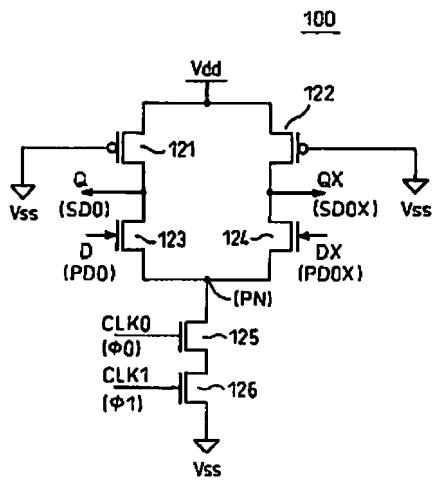 100
Vdd
122
121
Q
(SD0)
QX
(SD0X)
Vss
Vss
D
(PD0)
123
124
DX
(PD0X)
(PN)
CLK0
(Φ0)
125
CLK1
(Φ1)
126
Vss